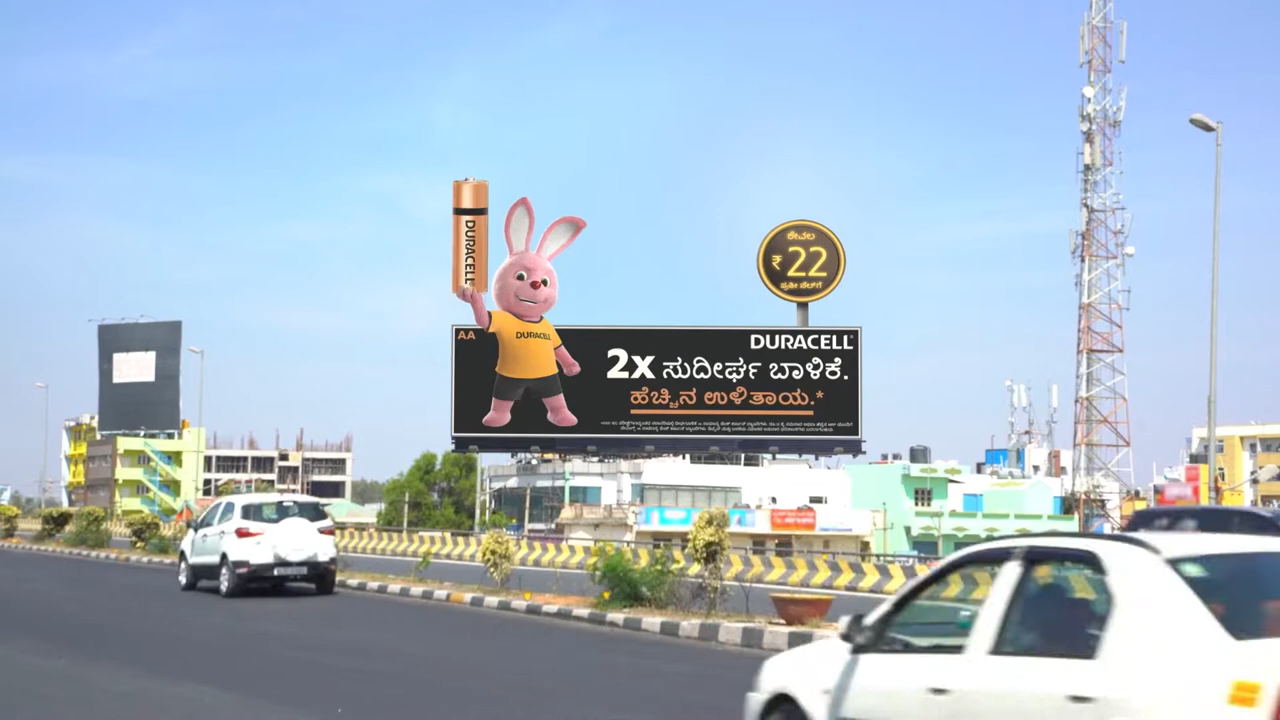 DURACELL
ಕೇವಲ
₹ 22
ಪ್ರತೀ ಸೆಲ್‌ಗೆ
AA
DURACELL
DURACELL
2x ಸುದೀರ್ಘ ಬಾಳಿಕೆ.
ಹೆಚ್ಚಿನ ಉಳಿತಾಯ.*